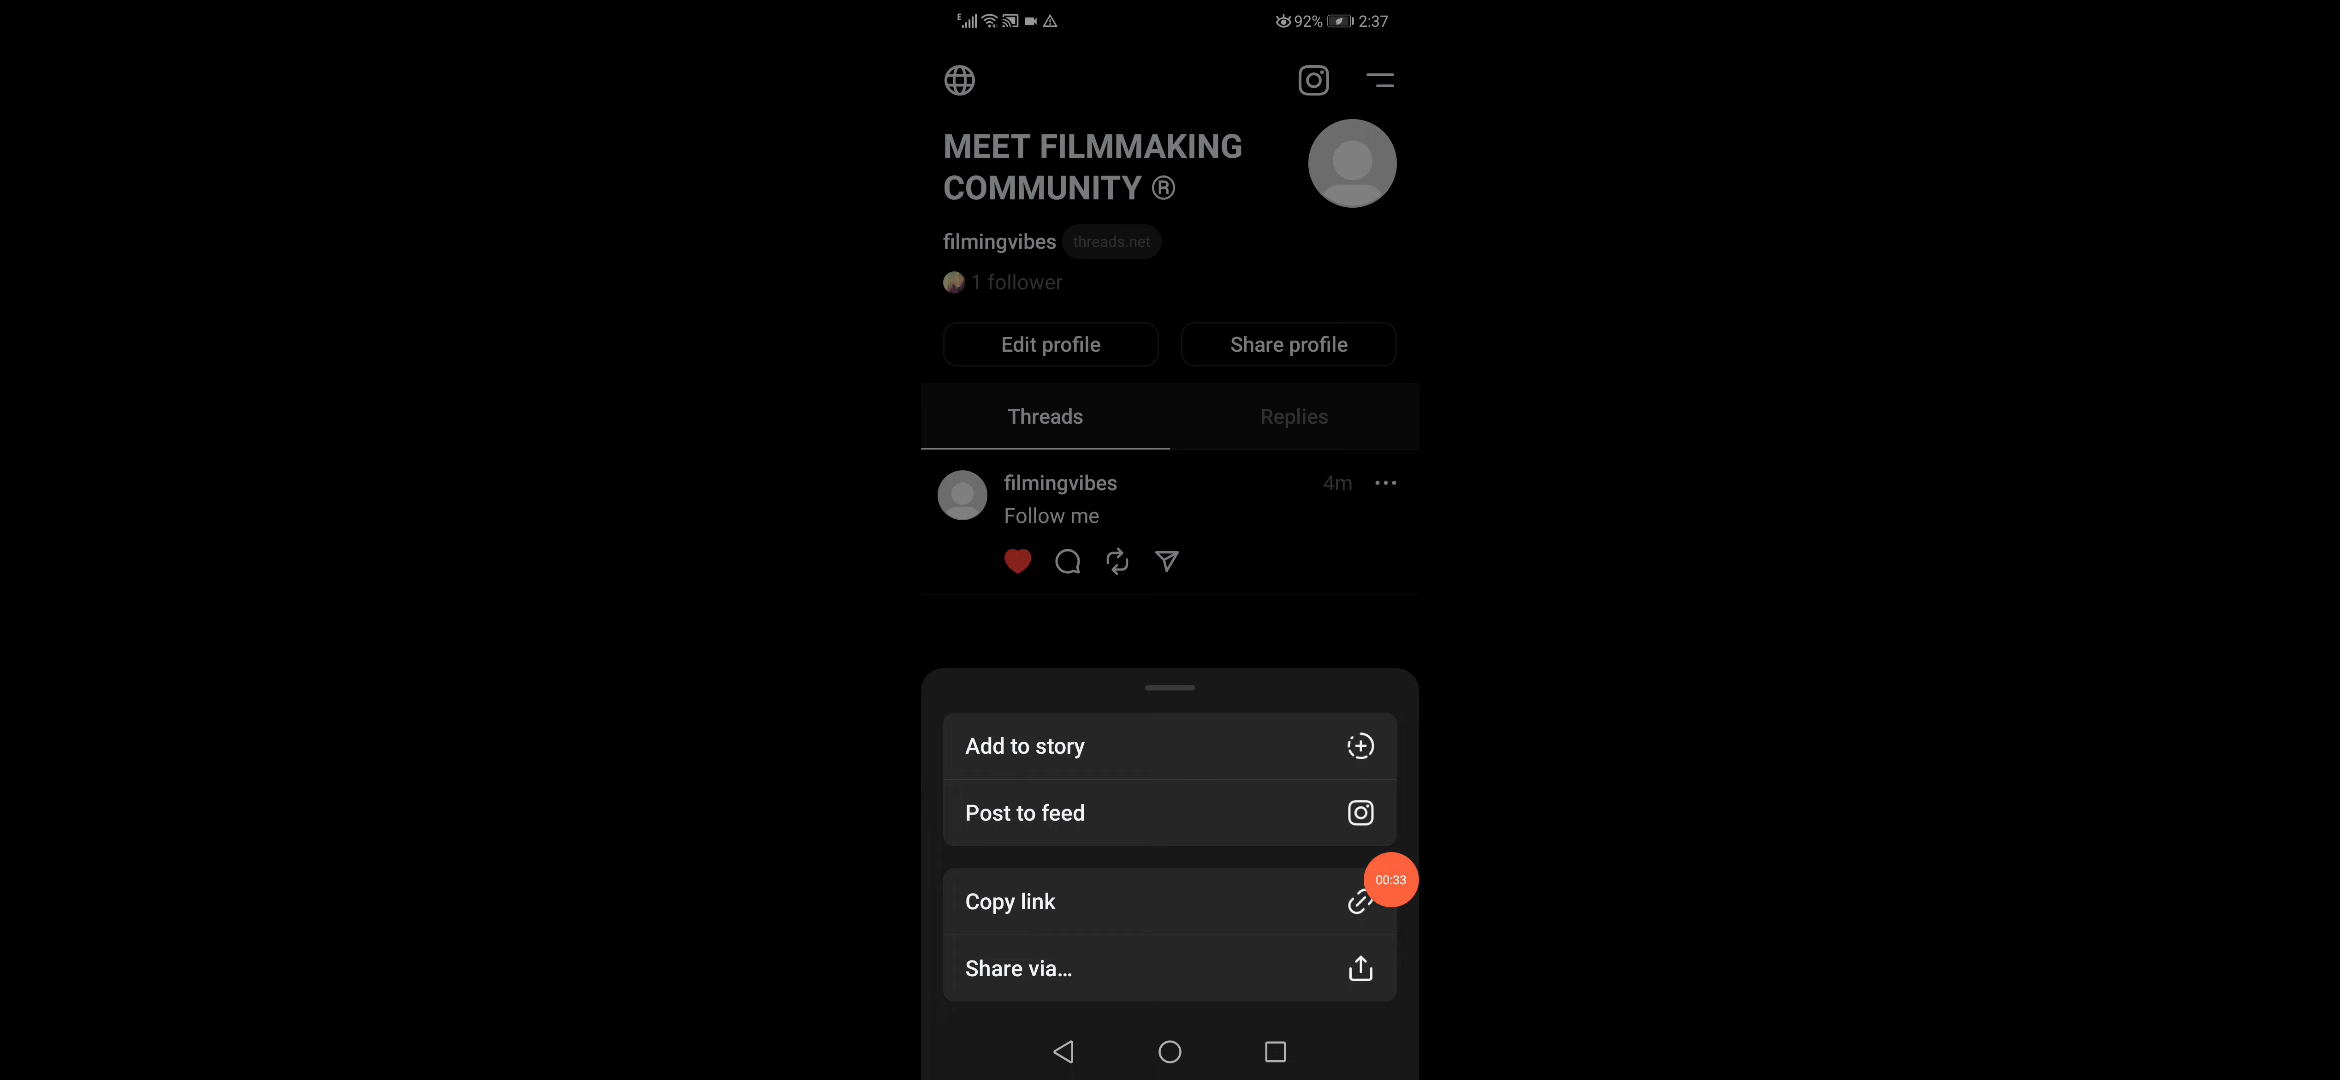 E 92% 2:37
MEET FILMMAKING
COMMUNITY ®
filmingvibes threads.net
1 follower
Edit profile Share profile
Threads Replies
filmingvibes 4m
Follow me
Add to story
Post to feed
00:33
Copy link
Share via...